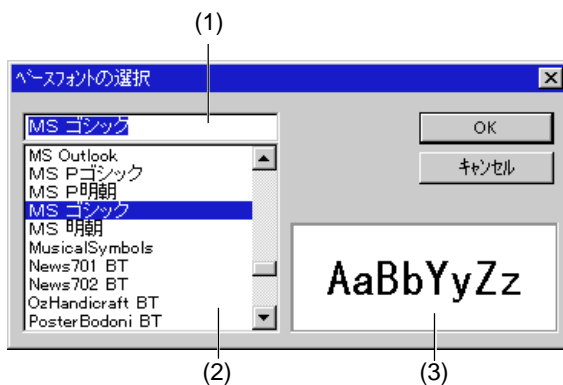 (1)
ベースフォントの選択
MS ゴシック
OK
キャンセル
MS Outlook
MS Pゴシック
MS P明朝
MS ゴシック
MS 明朝
MusicalSymbols
News701 BT
News702 BT
OzHandicraft BT
PosterBodoni BT
AaBbYyZz
(2)
(3)